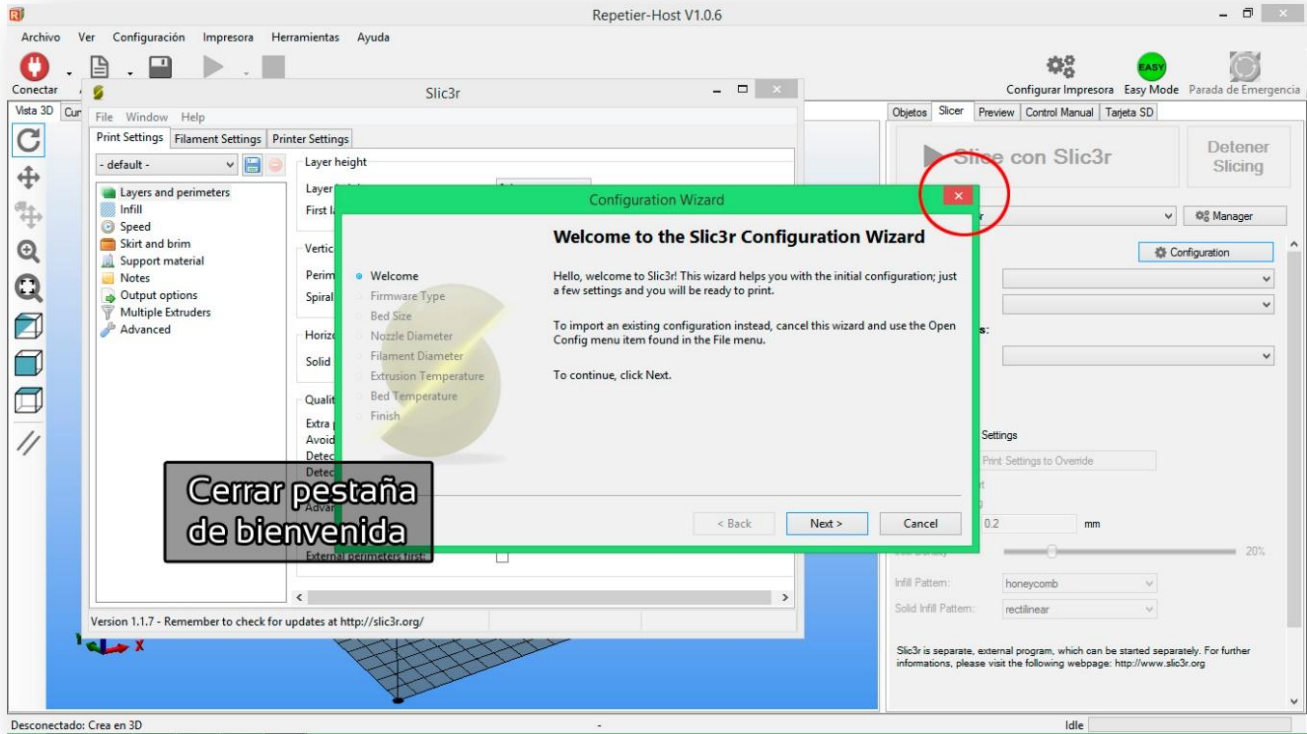 Repetier-Host V1.0.6
Archivo Ver Configuración Impresora Herramientas Ayuda
Conectar
Configurar Impresora Easy Mode Parada de Emergencia
EASY
Vista 3D
Objetos Slicer Preview Control Manual Tarjeta SD
Slic3r
File Window Help
Print Settings Filament Settings Printer Settings
- default -
Layers and perimeters
Infill
Speed
Skirt and brim
Support material
Notes
Output options
Multiple Extruders
Advanced
Layer height
Layer
First
Horizo
Solid
Extra
External perimeters first:
Version 1.1.7 - Remember to check for updates at http://slic3r.org/
Configuration Wizard
Welcome to the Slic3r Configuration Wizard
Welcome
Firmware Type
Bed Size
Nozzle Diameter
Filament Diameter
Extrusion Temperature
Bed Temperature
Finish
Hello, welcome to Slic3r! This wizard helps you with the initial configuration; just
a few settings and you will be ready to print.
To import an existing configuration instead, cancel this wizard and use the Open
Config menu item found in the File menu.
To continue, click Next.
< Back Next > Cancel
Cerrar pestaña
de bienvenida
Slice con Slic3r
Detener
Slicing
Manager
Configuration
Settings
Print Settings to Override
0.2 mm
20%
Infill Pattern: honeycomb
Solid Infill Pattern: rectilinear
Slic3r is separate, external program, which can be started separately. For further
informations, please visit the following webpage: http://www.slic3r.org
Desconectado: Crea en 3D
-
Idle